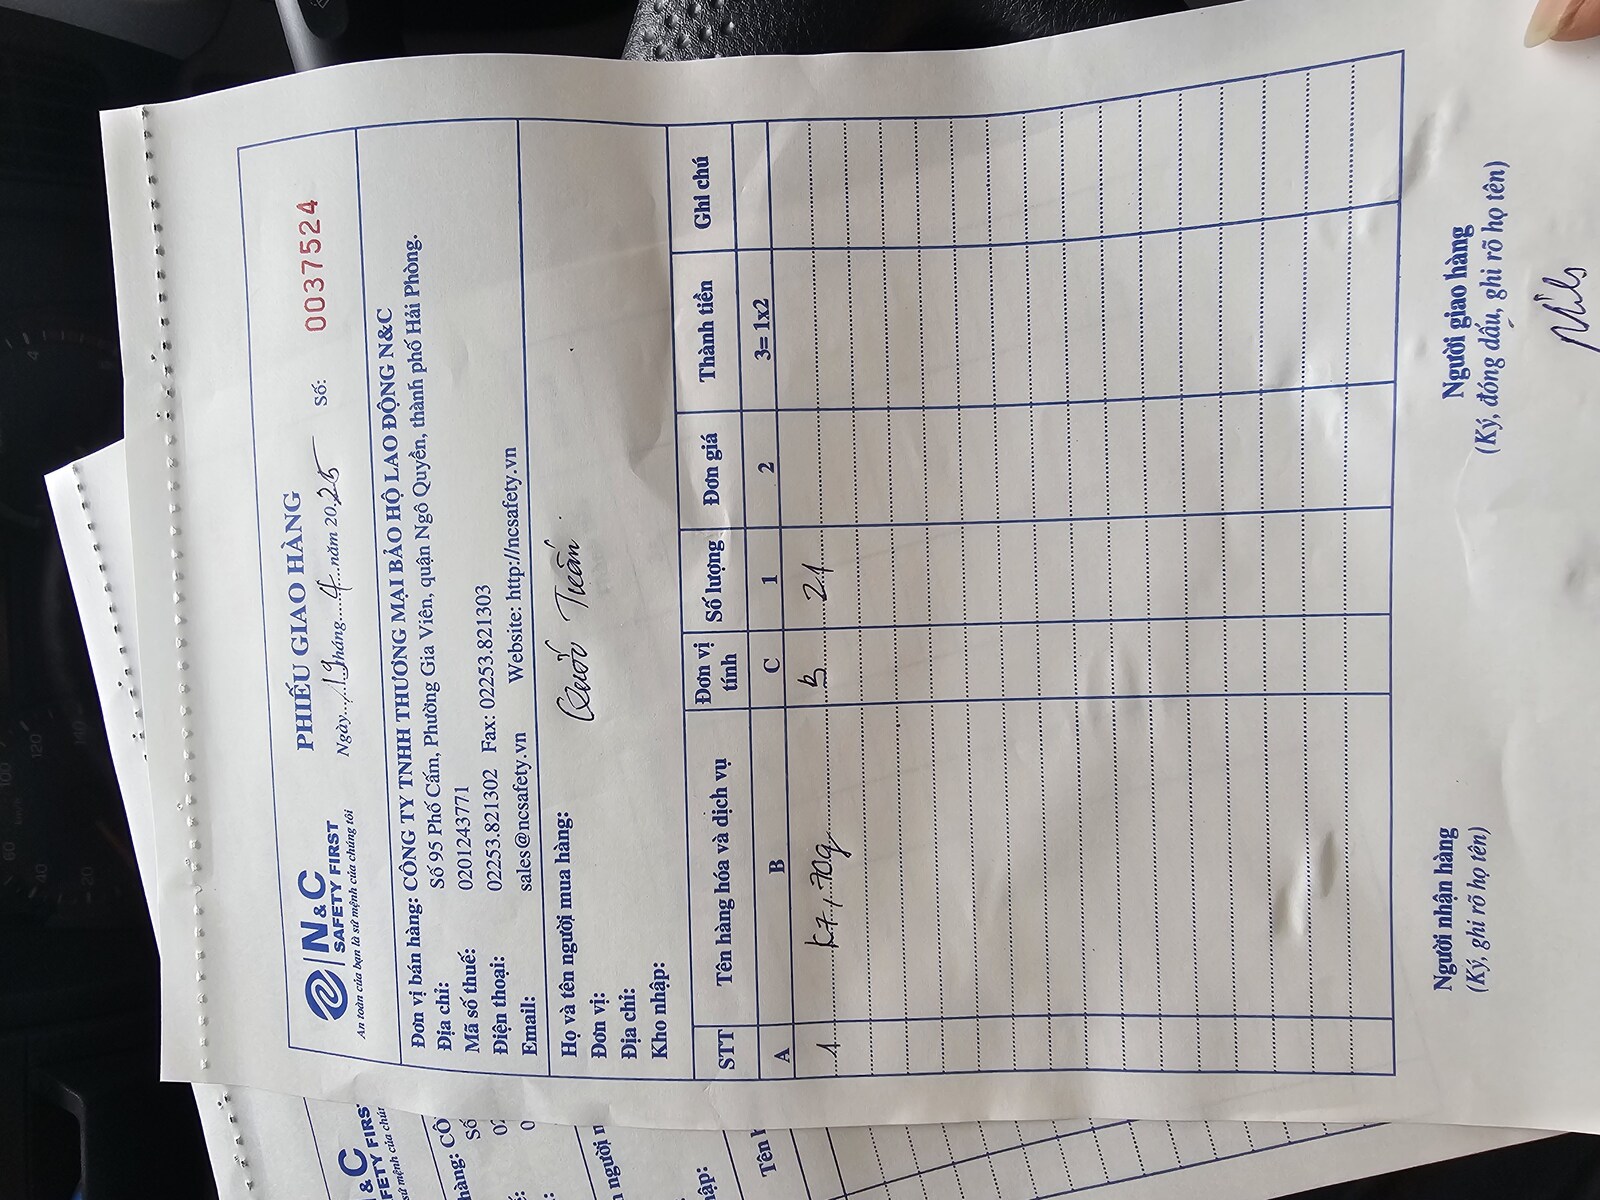 N&C
SAFETY FIRST
An toàn của bạn là sứ mệnh của chúng tôi
PHIẾU GIAO HÀNG
Ngày 19 tháng 4 năm 2025
Số: 0037524
Đơn vị bán hàng: CÔNG TY TNHH THƯƠNG MẠI BẢO HỘ LAO ĐỘNG N&C
Địa chỉ: Số 95 Phố Cấm, Phường Gia Viên, quận Ngô Quyền, thành phố Hải Phòng.
Mã số thuế: 0201243771
Điện thoại: 02253.821302 Fax: 02253.821303
Email: sales@ncsafety.vn Website: http://ncsafety.vn
Họ và tên người mua hàng:
Quốc Tuấn
Đơn vị:
Địa chỉ:
Kho nhập:
STT Tên hàng hóa và dịch vụ Đơn vị tính Số lượng Đơn giá Thành tiền Ghi chú
A B C 1 2 3= 1x2
1 K7, 70g 21
Người nhận hàng Người giao hàng
(Ký, ghi rõ họ tên) (Ký, đóng dấu, ghi rõ họ tên)